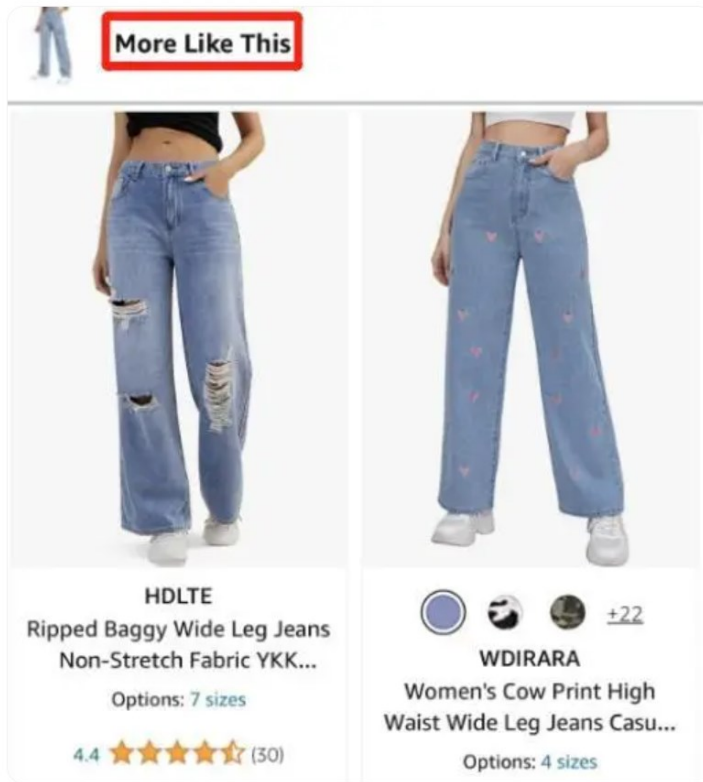 More Like This
HDLTE
Ripped Baggy Wide Leg Jeans
Non-Stretch Fabric YKK...
Options: 7 sizes
4.4 (30)
+22
WDIRARA
Women's Cow Print High
Waist Wide Leg Jeans Casu...
Options: 4 sizes